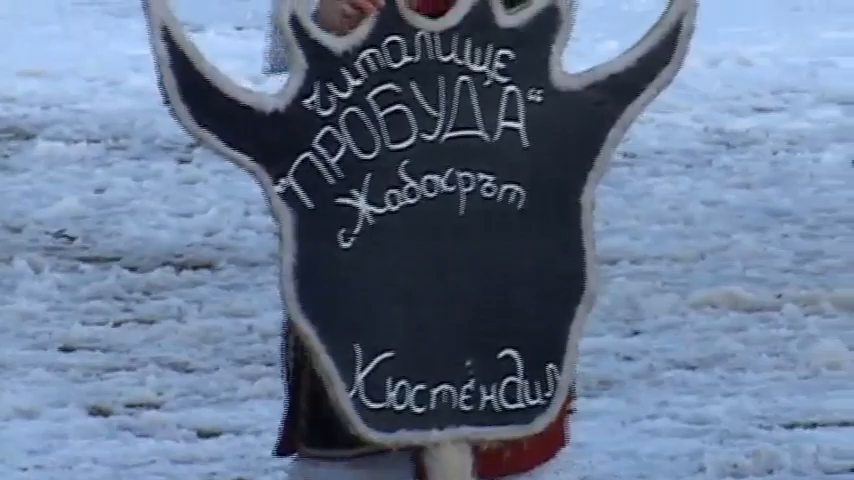 Читалище
"ПРОБУДА"
с. Жабокрът
Кюстендил